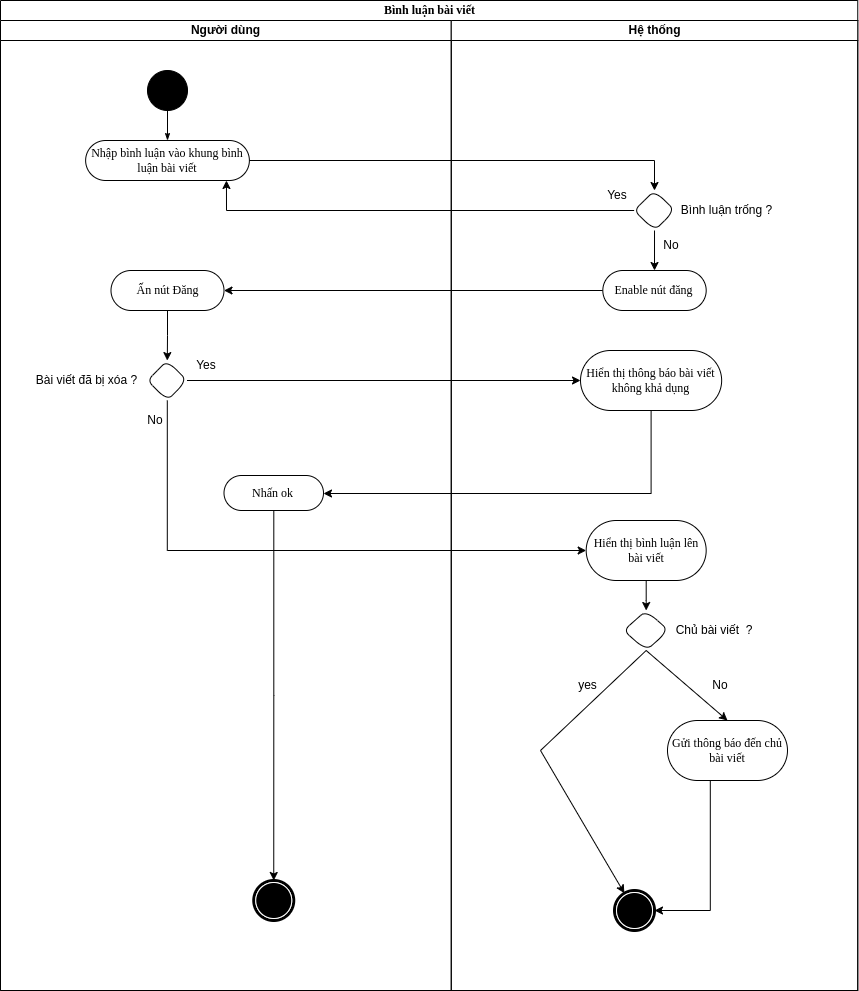 Bình luận bài viết
Người dùng
Hệ thống
Nhập bình luận vào khung bình
luận bài viết
Yes
Bình luận trống ?
No
Ấn nút Đăng
Enable nút đăng
Yes
Bài viết đã bị xóa ?
Hiển thị thông báo bài viết
không khả dụng
No
Nhấn ok
Hiển thị bình luận lên
bài viết
Chủ bài viết  ?
yes
No
Gửi thông báo đến chủ
bài viết